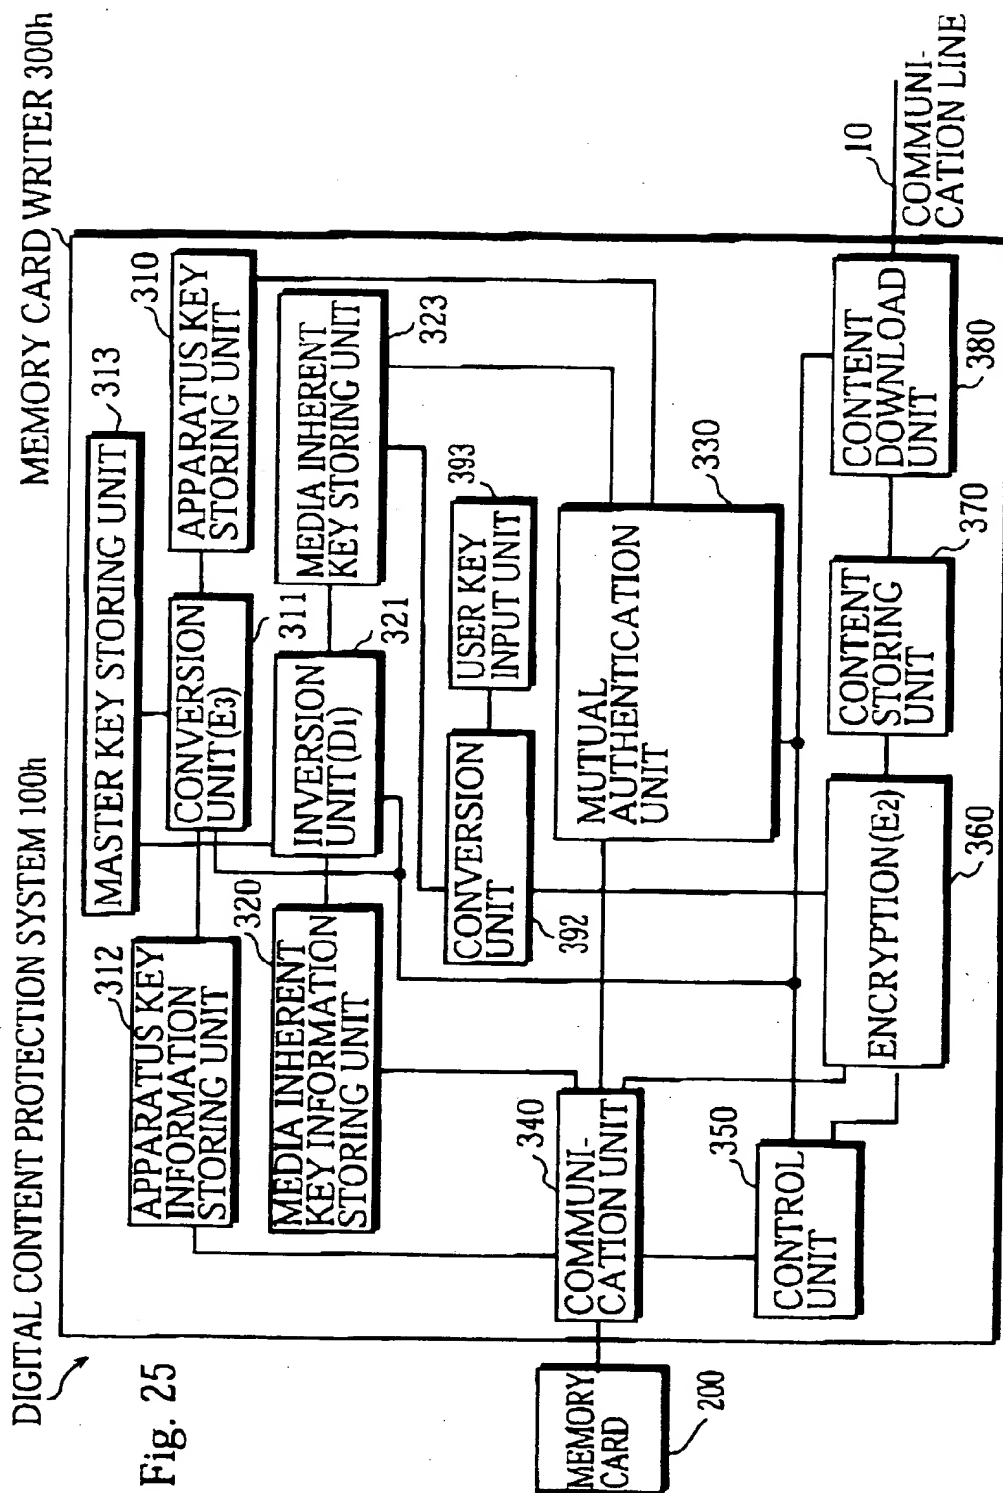 DIGITAL CONTENT PROTECTION SYSTEM 100h
MEMORY CARD WRITER 300h
Fig. 25
313
MASTER KEY STORING UNIT
312
APPARATUS KEY
INFORMATION
STORING UNIT
CONVERSION
UNIT(E3)
311
310
APPARATUS KEY
STORING UNIT
320
MEDIA INHERENT
KEY INFORMATION
STORING UNIT
INVERSION
UNIT(D1)
321
MEDIA INHERENT
KEY STORING UNIT
323
CONVERSION
UNIT
392
USER KEY
INPUT UNIT
393
MEMORY
CARD
200
340
COMMUNI-
CATION UNIT
MUTUAL
AUTHENTICATION
UNIT
330
350
CONTROL
UNIT
ENCRYPTION(E2)
360
CONTENT
STORING
UNIT
370
CONTENT
DOWNLOAD
UNIT
380
10
COMMUNI-
CATION LINE